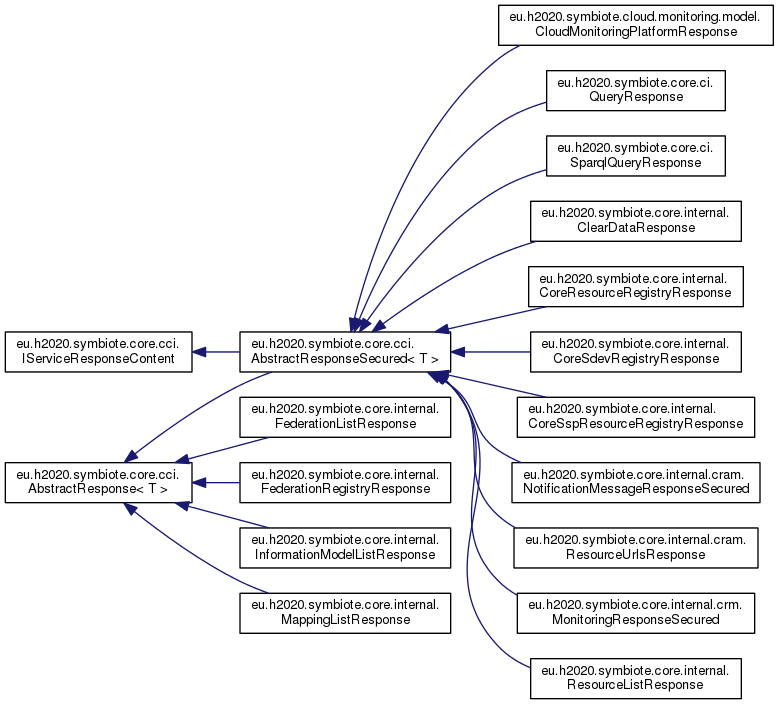 eu.h2020.symbiote.cloud.monitoring.model.
CloudMonitoringPlatformResponse
eu.h2020.symbiote.core.ci.
QueryResponse
eu.h2020.symbiote.core.ci.
SparqlQueryResponse
eu.h2020.symbiote.core.internal.
ClearDataResponse
eu.h2020.symbiote.core.internal.
CoreResourceRegistryResponse
eu.h2020.symbiote.core.cci.
IServiceResponseContent
eu.h2020.symbiote.core.cci.
AbstractResponseSecured< T >
eu.h2020.symbiote.core.internal.
CoreSdevRegistryResponse
eu.h2020.symbiote.core.internal.
FederationListResponse
eu.h2020.symbiote.core.internal.
CoreSspResourceRegistryResponse
eu.h2020.symbiote.core.cci.
AbstractResponse< T >
eu.h2020.symbiote.core.internal.
FederationRegistryResponse
eu.h2020.symbiote.core.internal.cram.
NotificationMessageResponseSecured
eu.h2020.symbiote.core.internal.
InformationModelListResponse
eu.h2020.symbiote.core.internal.cram.
ResourceUrlsResponse
eu.h2020.symbiote.core.internal.
MappingListResponse
eu.h2020.symbiote.core.internal.crm.
MonitoringResponseSecured
eu.h2020.symbiote.core.internal.
ResourceListResponse